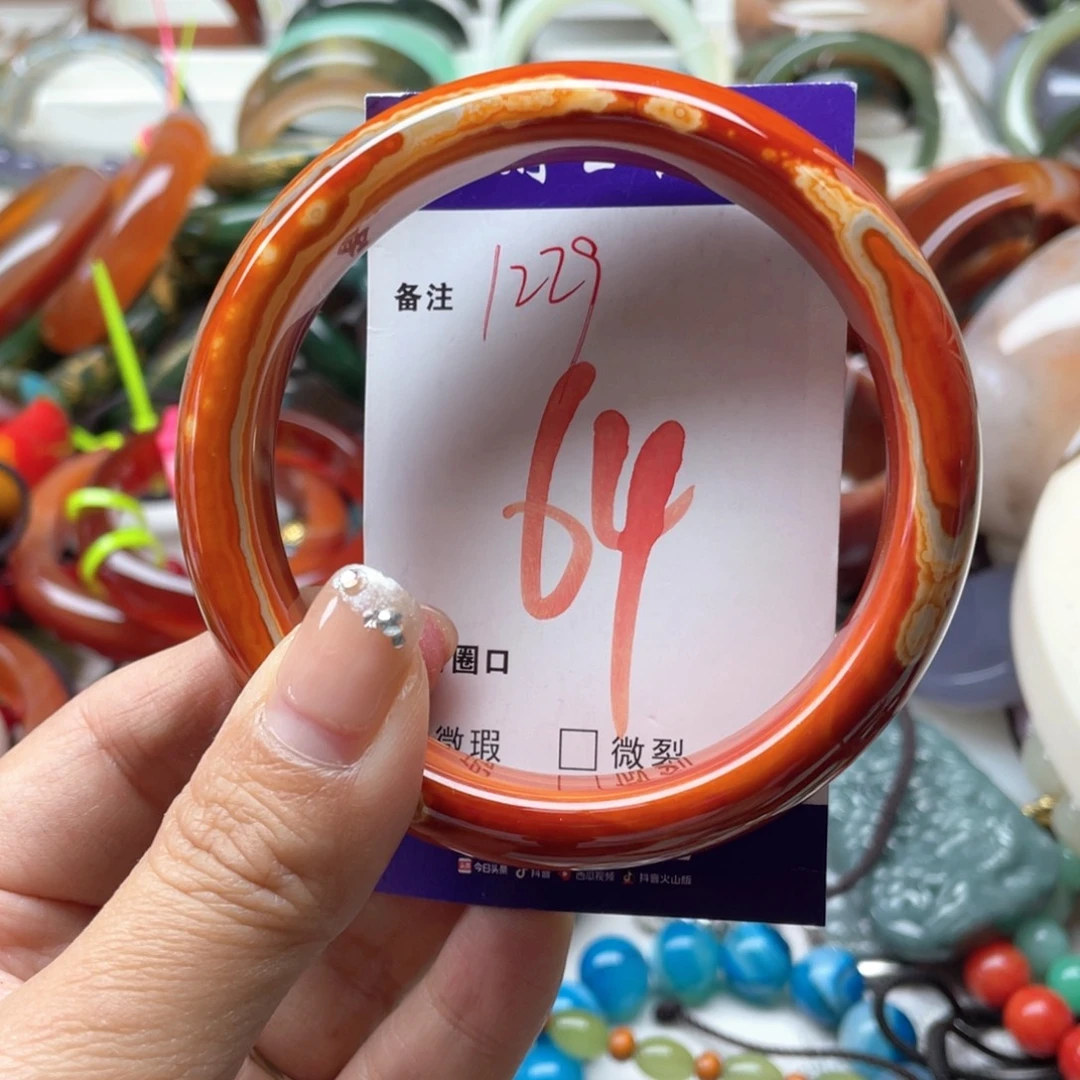 备注 1229
64
圈口
微瑕 □ 微裂
今日头条 抖音 西瓜视频 抖音火山版